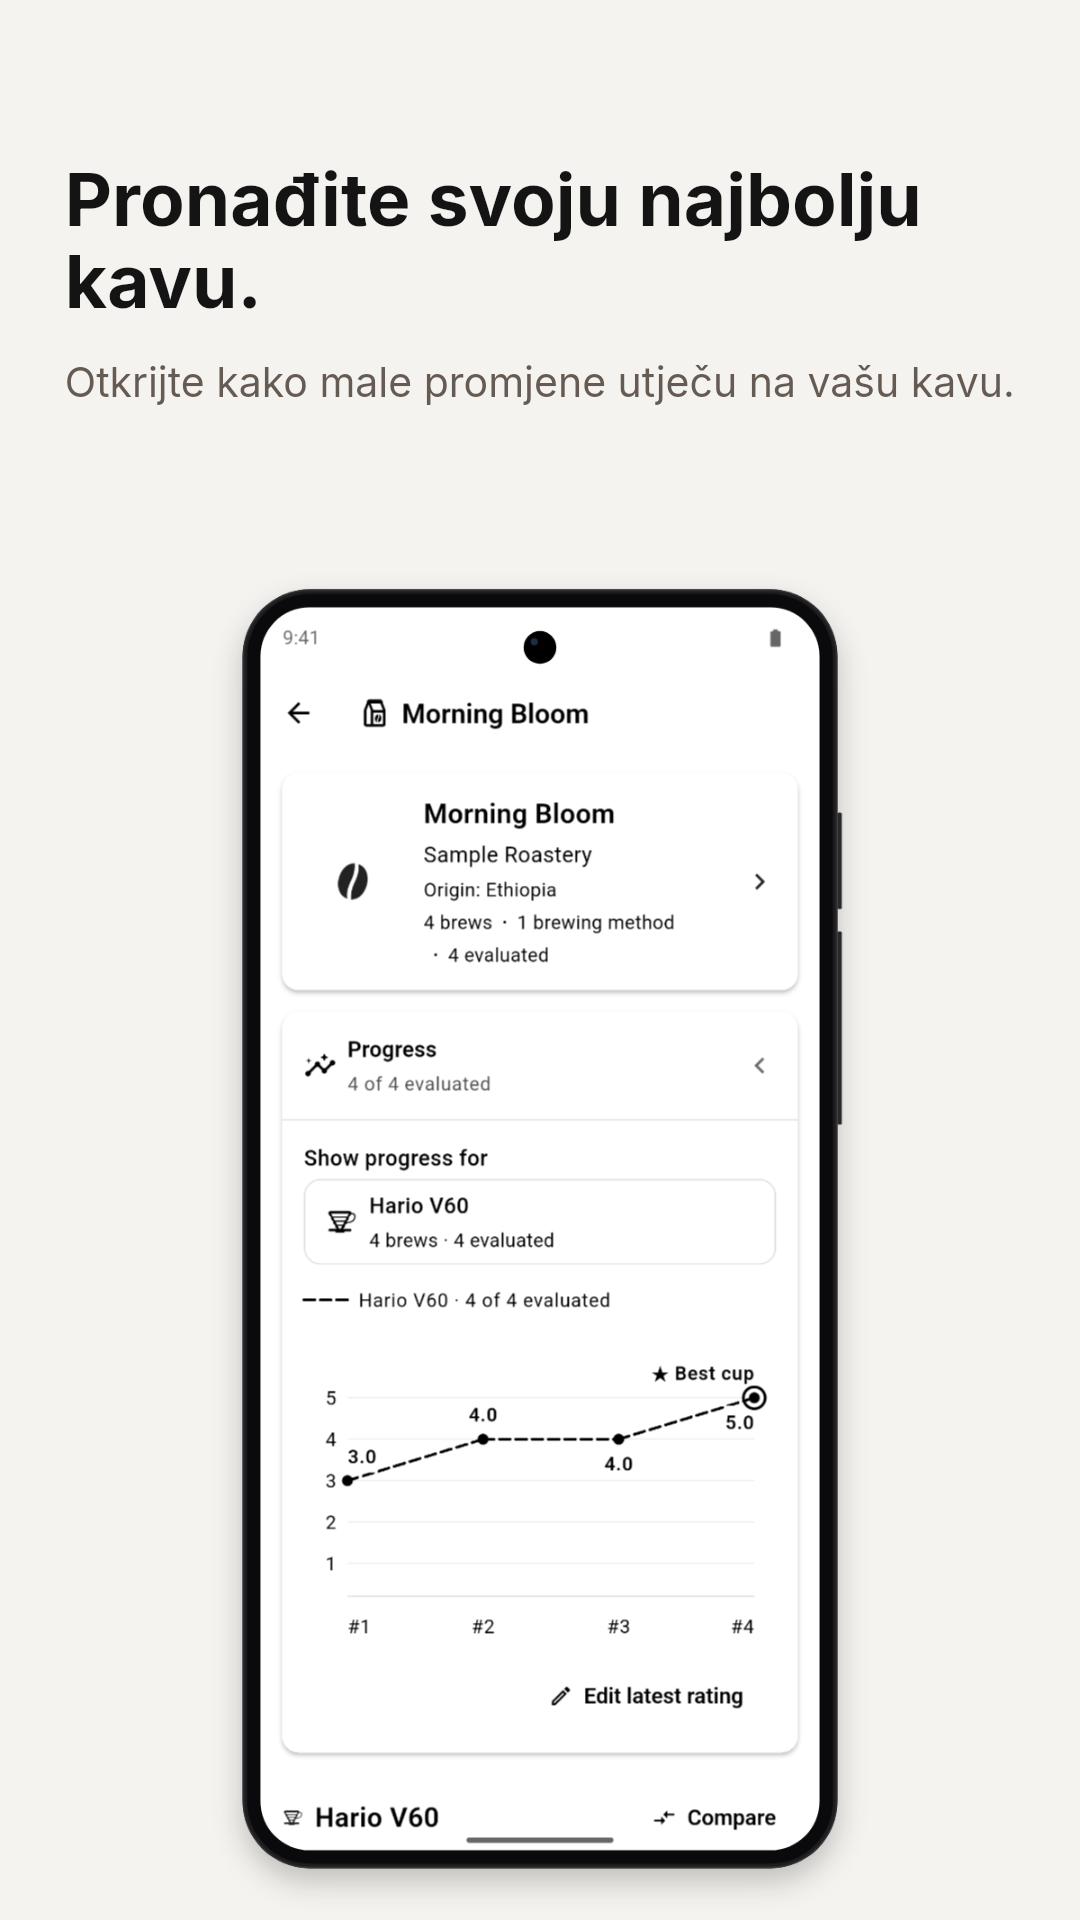 Pronađite svoju najbolju
kavu.
Otkrijte kako male promjene utječu na vašu kavu.
9:41
Morning Bloom
Morning Bloom
Sample Roastery
Origin: Ethiopia
4 brews · 1 brewing method
· 4 evaluated
Progress
4 of 4 evaluated
Show progress for
Hario V60
4 brews · 4 evaluated
Hario V60 · 4 of 4 evaluated
★ Best cup
5
4.0
5.0
4
3.0
4.0
3
2
1
#1 #2 #3 #4
Edit latest rating
Hario V60
Compare